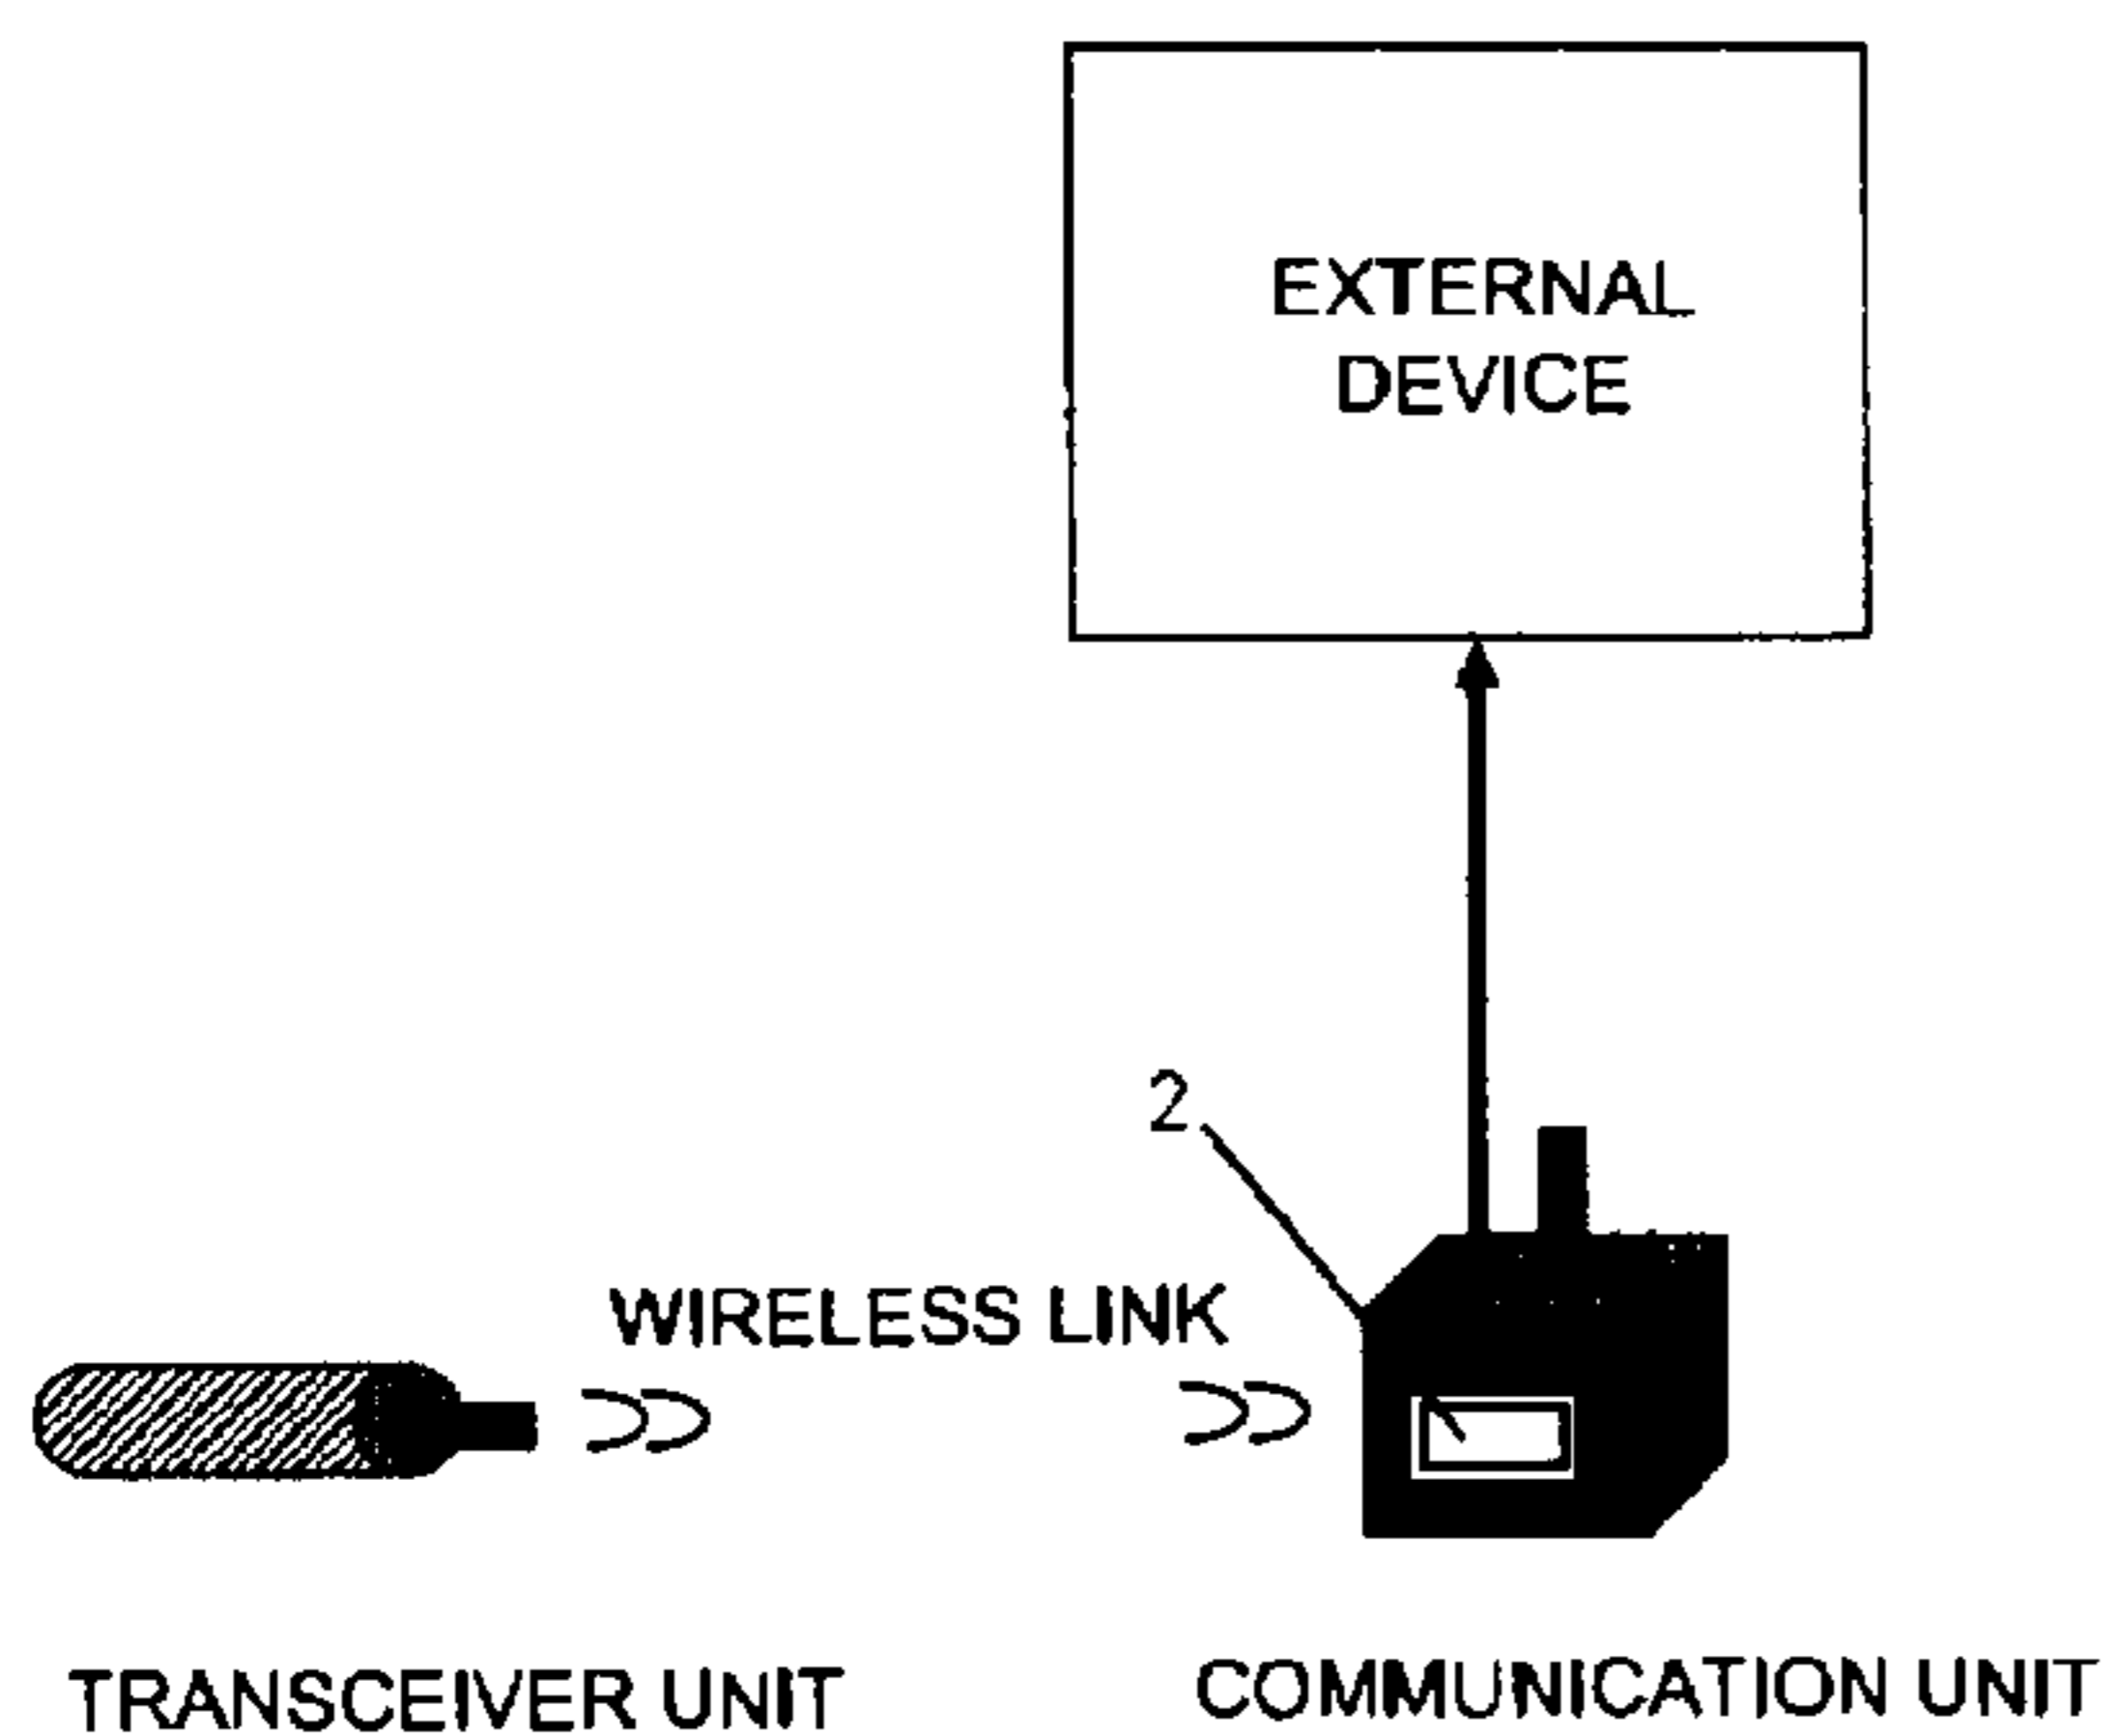 EXTERNAL
DEVICE
2
WIRELESS LINK
TRANSCEIVER UNIT
COMMUNICATION UNIT